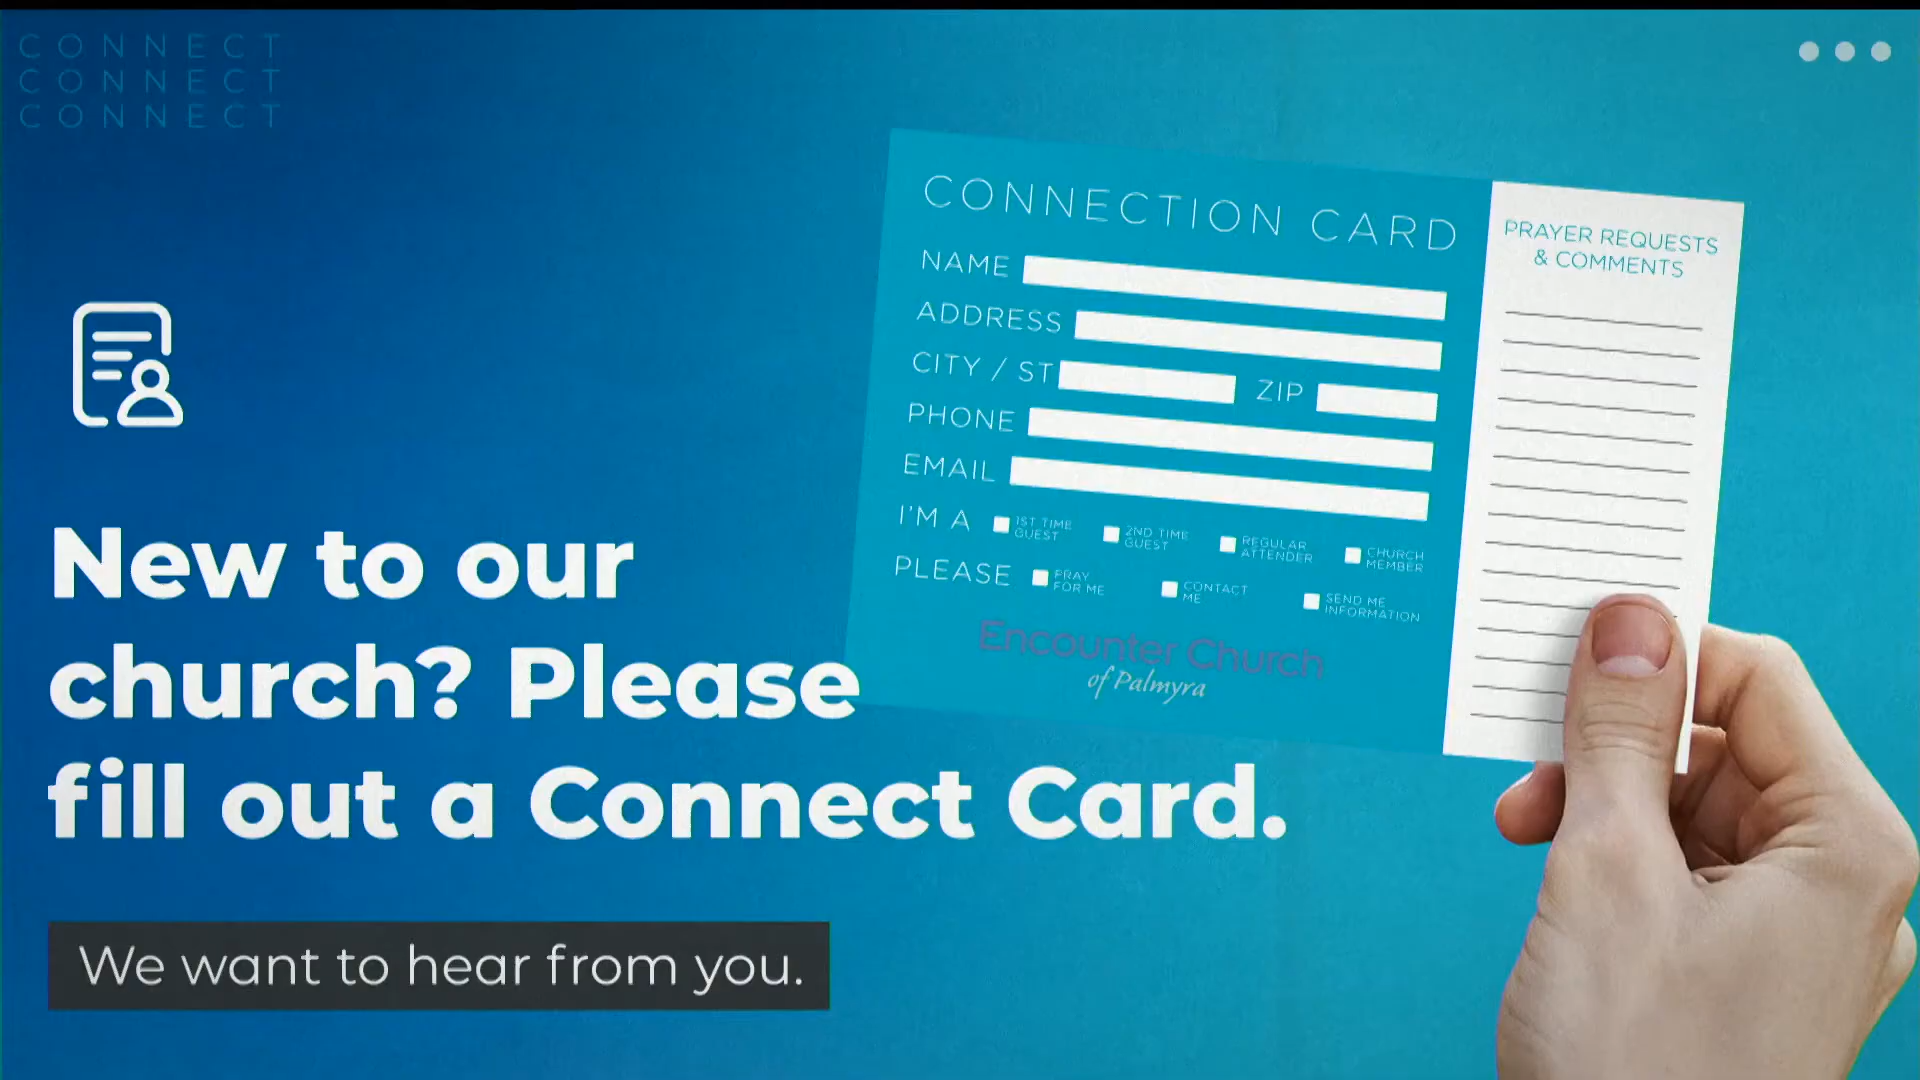 CONNECT
CONNECT
CONNECT
CONNECTION CARD
NAME
ADDRESS
CITY / ST
ZIP
PHONE
EMAIL
I'M A
1ST TIME
GUEST
2ND TIME
GUEST
REGULAR
ATTENDER
CHURCH
MEMBER
PLEASE
PRAY
FOR ME
CONTACT
ME
SEND ME
INFORMATION
Encounter Church
of Palmyra
PRAYER REQUESTS
& COMMENTS
New to our
church? Please
fill out a Connect Card.
We want to hear from you.